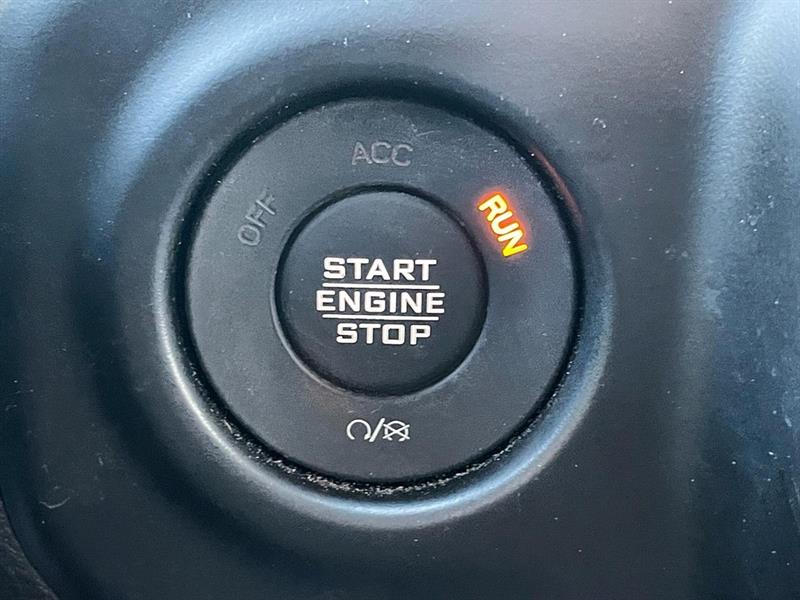 ACC
OFF
RUN
START
ENGINE
STOP